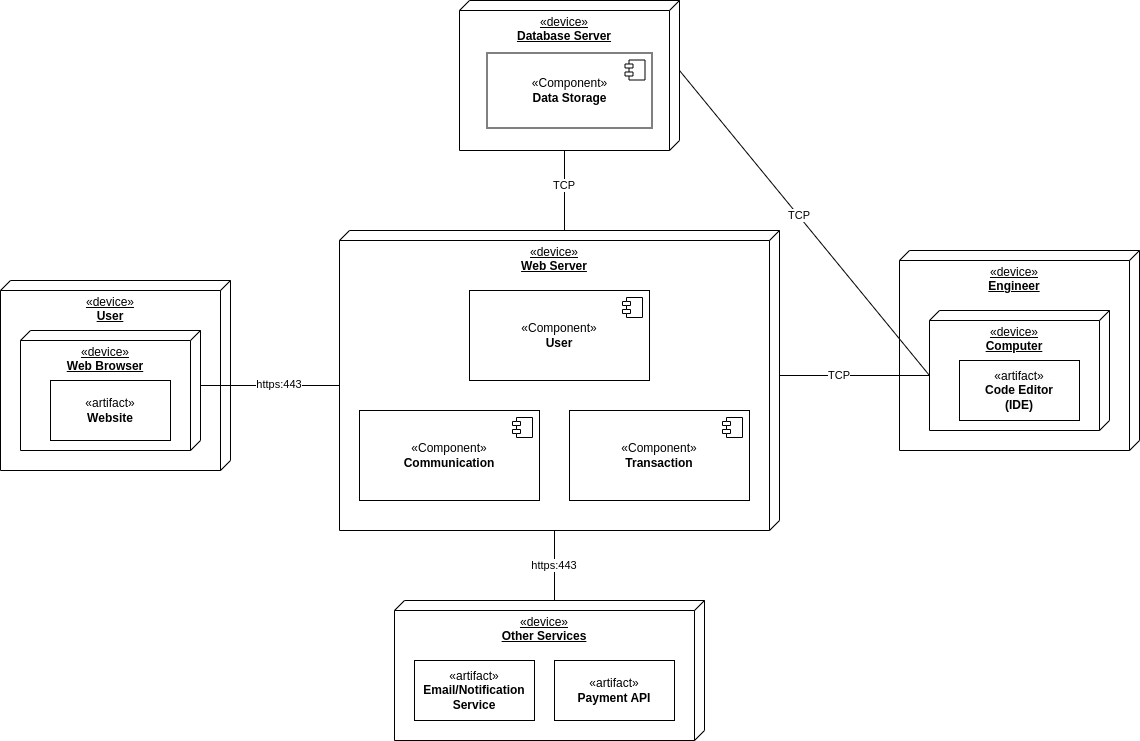 «device»
Database Server
«Component»
Data Storage
TCP
TCP
«device»
Web Server
«Component»
User
«Component»
Communication
«Component»
Transaction
«device»
User
«device»
Web Browser
«artifact»
Website
https:443
TCP
«device»
Engineer
«device»
Computer
«artifact»
Code Editor
(IDE)
https:443
«device»
Other Services
«artifact»
Email/Notification
Service
«artifact»
Payment API